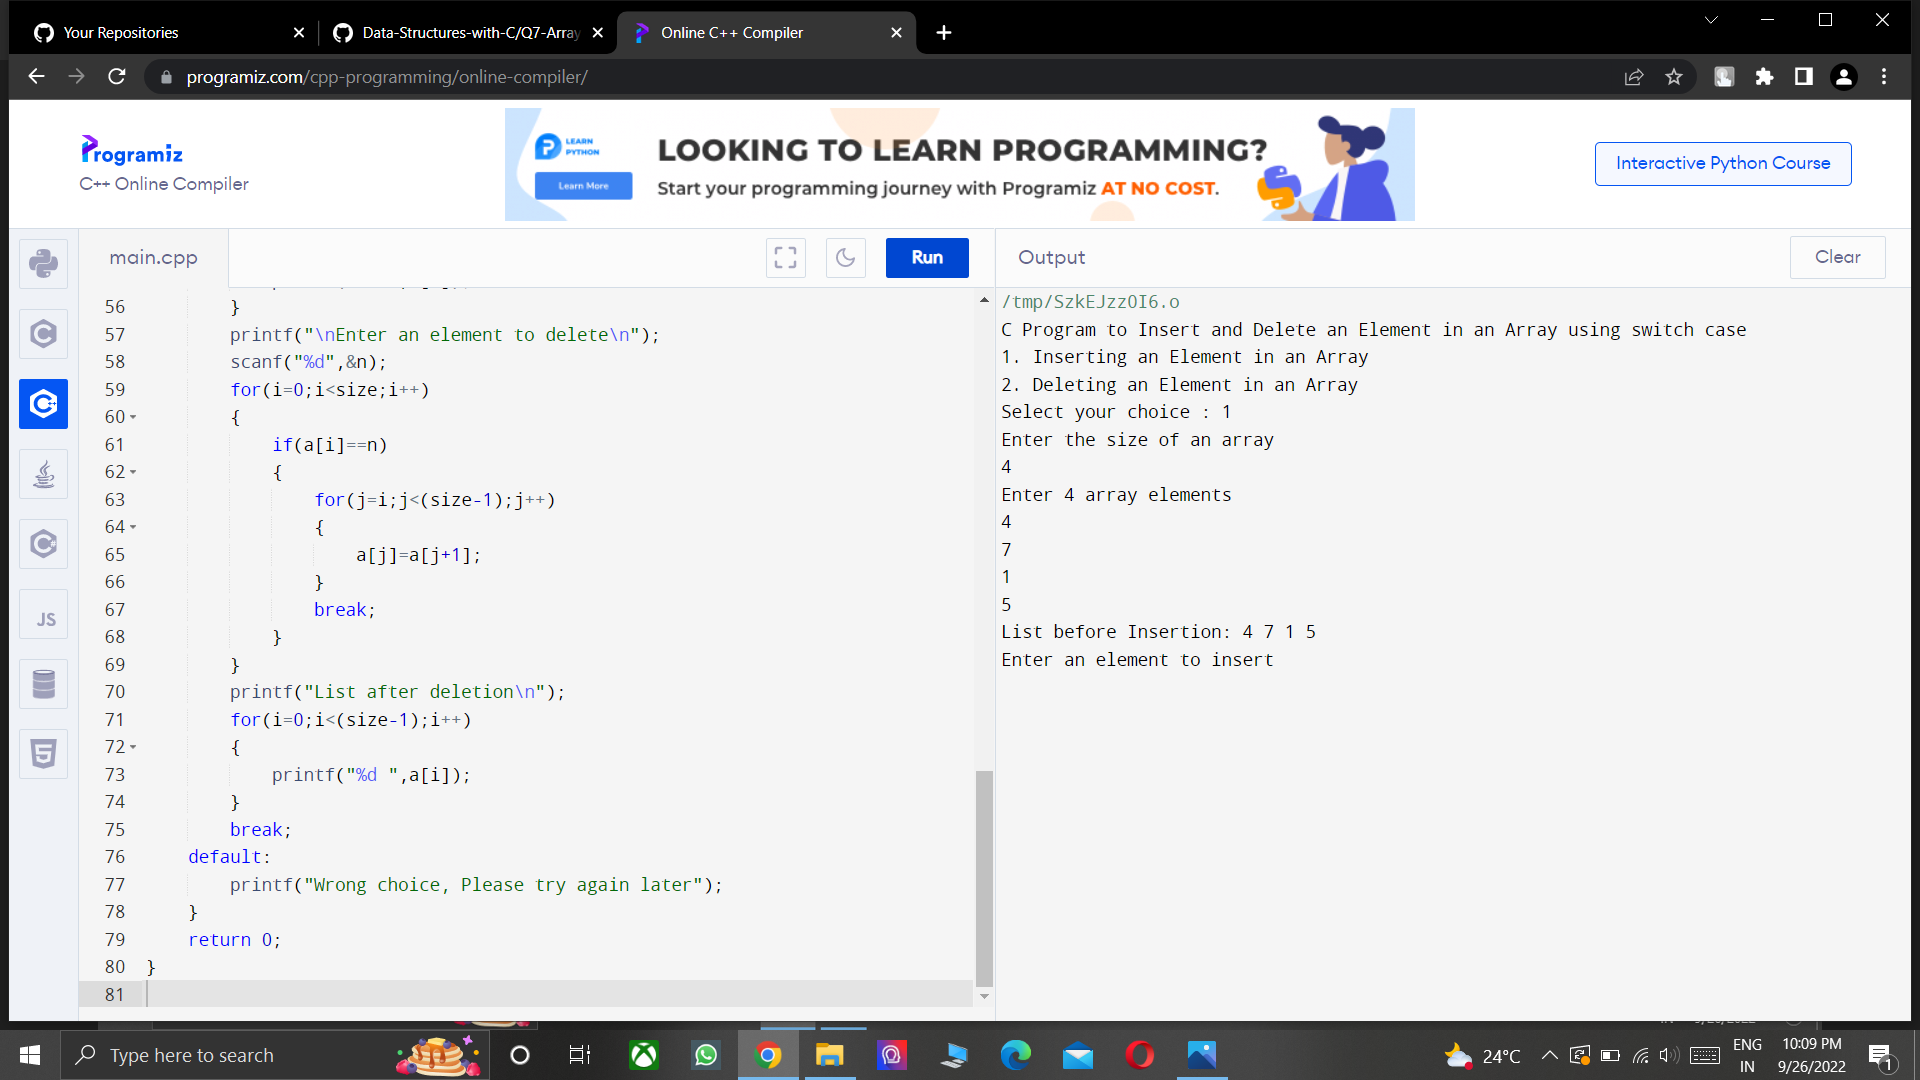 Your Repositories
Data-Structures-with-C/Q7-Array
Online C++ Compiler
programiz.com/cpp-programming/online-compiler/
Programiz
C++ Online Compiler
LEARN
PYTHON
Learn More
LOOKING TO LEARN PROGRAMMING?
Start your programming journey with Programiz AT NO COST.
Interactive Python Course
main.cpp
Run
Output
Clear
56 }
57 printf("\nEnter an element to delete\n");
58 scanf("%d",&n);
59 for(i=0;i<size;i++)
60 {
61 if(a[i]==n)
62 {
63 for(j=i;j<(size-1);j++)
64 {
65 a[j]=a[j+1];
66 }
67 break;
68 }
69 }
70 printf("List after deletion\n");
71 for(i=0;i<(size-1);i++)
72 {
73 printf("%d ",a[i]);
74 }
75 break;
76 default:
77 printf("Wrong choice, Please try again later");
78 }
79 return 0;
80 }
81
JS
/tmp/SzkEJzzOI6.o
C Program to Insert and Delete an Element in an Array using switch case
1. Inserting an Element in an Array
2. Deleting an Element in an Array
Select your choice : 1
Enter the size of an array
4
Enter 4 array elements
4
7
1
5
List before Insertion: 4 7 1 5
Enter an element to insert
Type here to search
24°C
ENG
IN
10:09 PM
9/26/2022
1